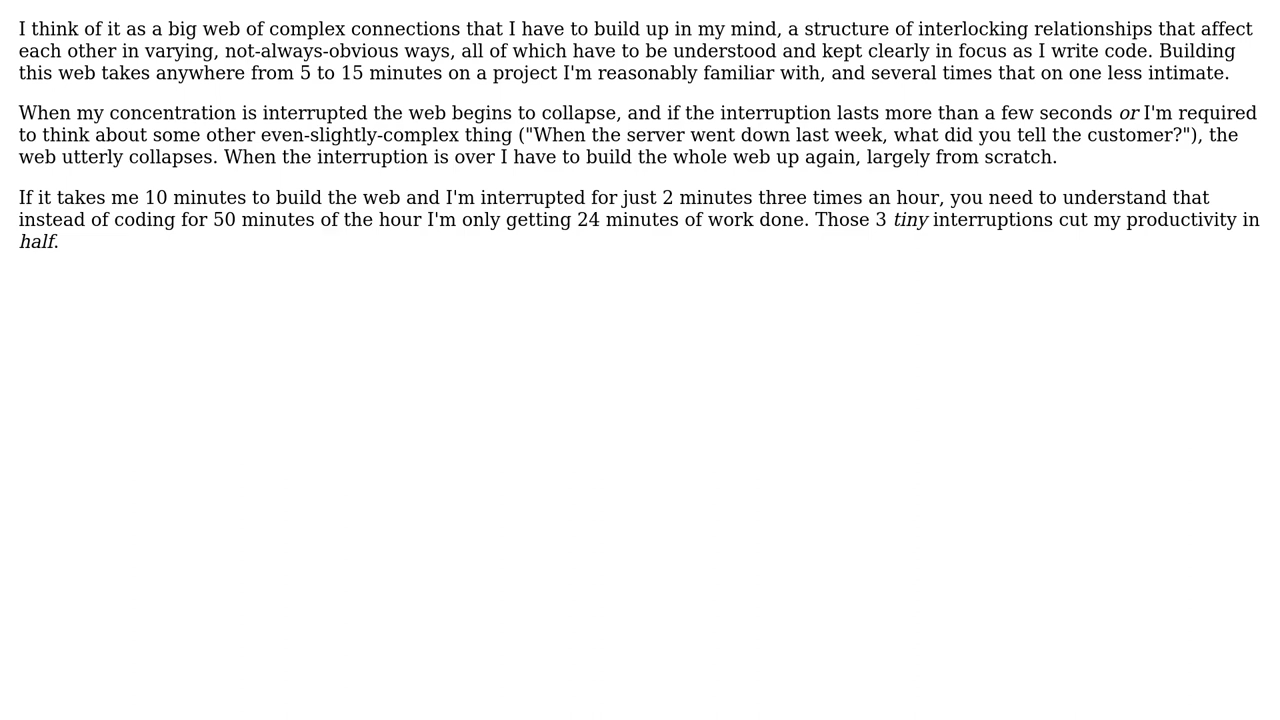 I think of it as a big web of complex connections that I have to build up in my mind, a structure of interlocking relationships that affect
each other in varying, not-always-obvious ways, all of which have to be understood and kept clearly in focus as I write code. Building
this web takes anywhere from 5 to 15 minutes on a project I'm reasonably familiar with, and several times that on one less intimate.
When my concentration is interrupted the web begins to collapse, and if the interruption lasts more than a few seconds or I'm required
to think about some other even-slightly-complex thing ("When the server went down last week, what did you tell the customer?"), the
web utterly collapses. When the interruption is over I have to build the whole web up again, largely from scratch.
If it takes me 10 minutes to build the web and I'm interrupted for just 2 minutes three times an hour, you need to understand that
instead of coding for 50 minutes of the hour I'm only getting 24 minutes of work done. Those 3 tiny interruptions cut my productivity in
half.